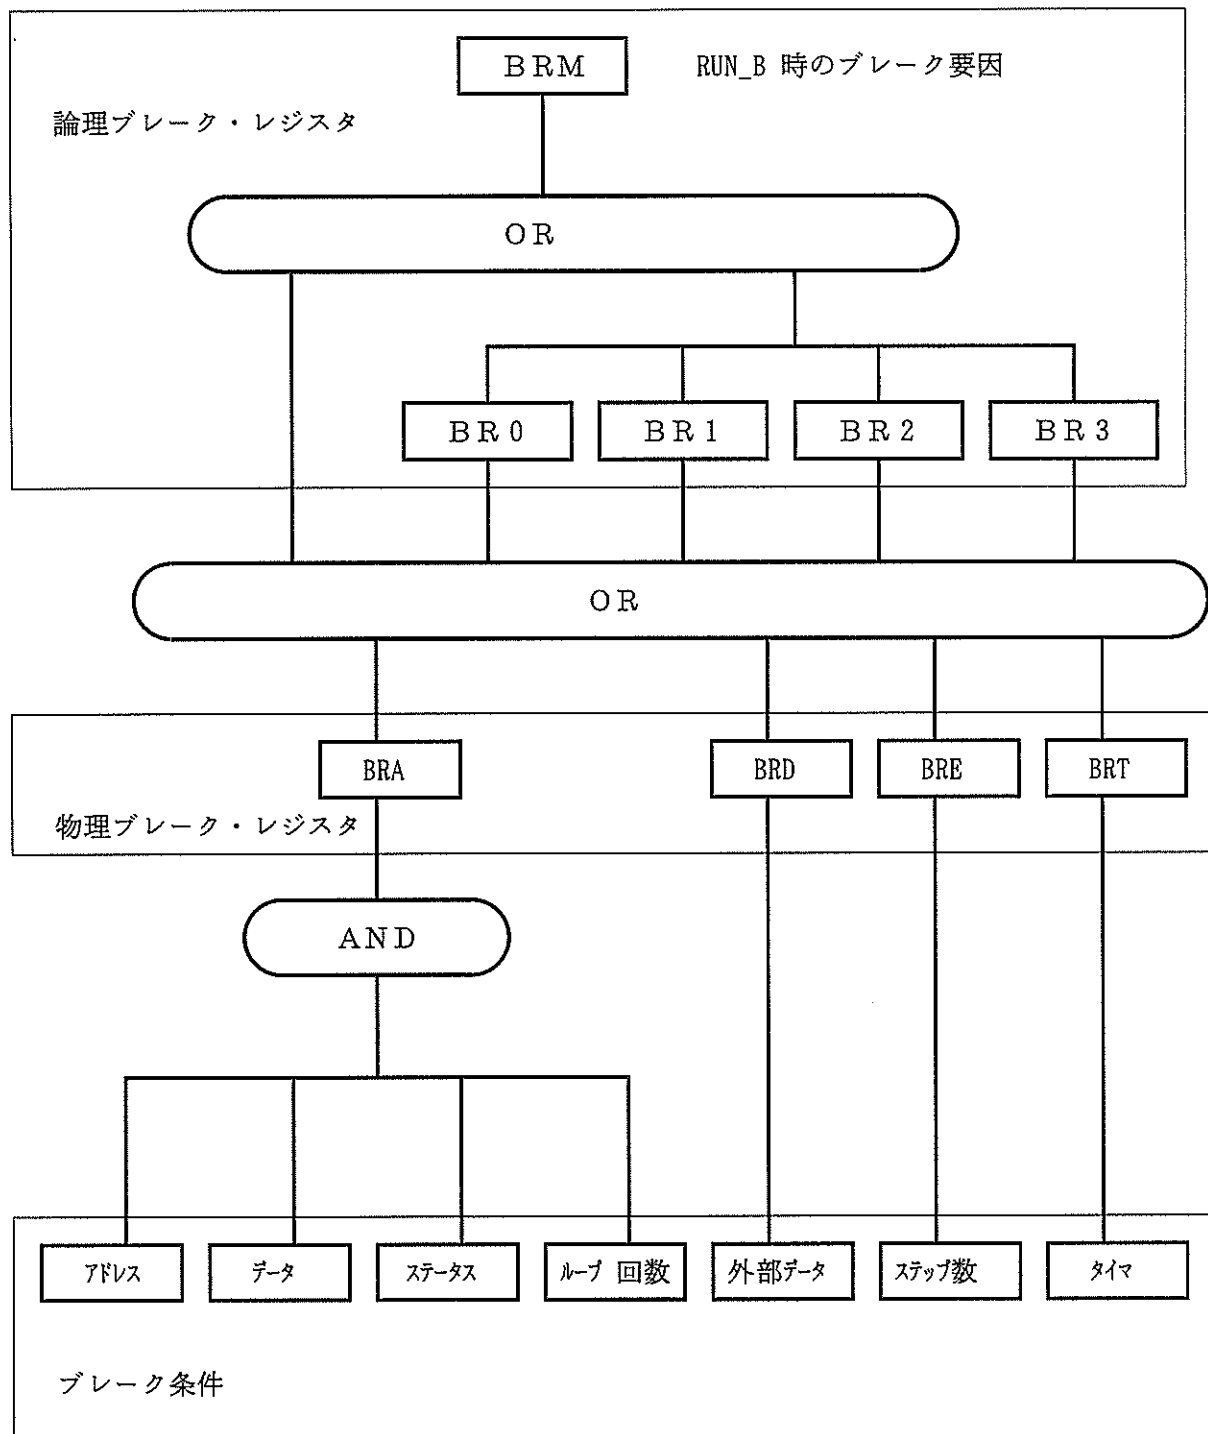 BRM
RUN_B 時のブレーク要因
論理ブレーク・レジスタ
OR
BR0
BR1
BR2
BR3
OR
BRA
BRD
BRE
BRT
物理ブレーク・レジスタ
AND
アドレス
データ
ステータス
ループ 回数
外部データ
ステップ数
タイマ
ブレーク条件